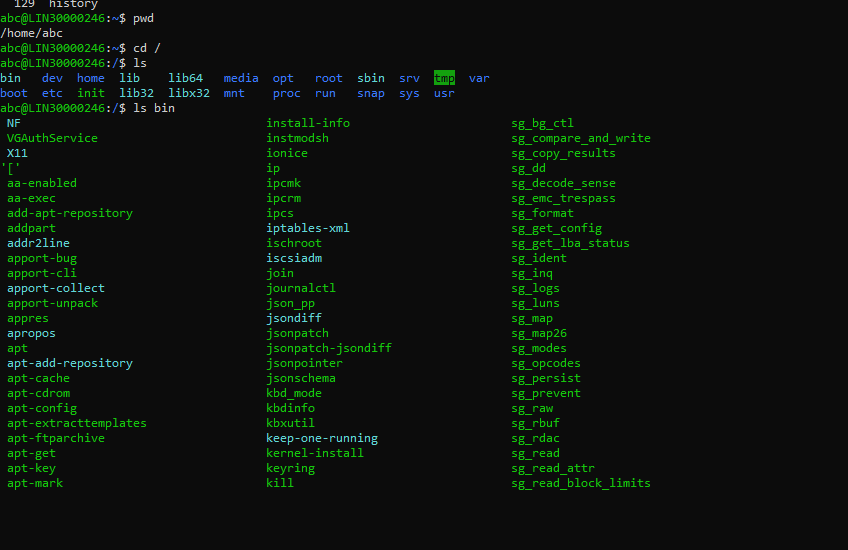 129  history
abc@LIN30000246:~$ pwd
/home/abc
abc@LIN30000246:~$ cd /
abc@LIN30000246:/$ ls
bin   dev  home  lib    lib64   media  opt   root  sbin  srv  tmp  var
boot  etc  init  lib32  libx32  mnt    proc  run   snap  sys  usr
abc@LIN30000246:/$ ls bin
 NF                                  install-info                       sg_bg_ctl
 VGAuthService                       instmodsh                          sg_compare_and_write
 X11                                 ionice                             sg_copy_results
'['                                  ip                                 sg_dd
 aa-enabled                          ipcmk                              sg_decode_sense
 aa-exec                             ipcrm                              sg_emc_trespass
 add-apt-repository                  ipcs                               sg_format
 addpart                             iptables-xml                       sg_get_config
 addr2line                           ischroot                           sg_get_lba_status
 apport-bug                          iscsiadm                           sg_ident
 apport-cli                          join                               sg_inq
 apport-collect                      journalctl                         sg_logs
 apport-unpack                       json_pp                            sg_luns
 appres                              jsondiff                           sg_map
 apropos                             jsonpatch                          sg_map26
 apt                                 jsonpatch-jsondiff                 sg_modes
 apt-add-repository                  jsonpointer                        sg_opcodes
 apt-cache                           jsonschema                         sg_persist
 apt-cdrom                           kbd_mode                           sg_prevent
 apt-config                          kbdinfo                            sg_raw
 apt-extracttemplates                kbxutil                            sg_rbuf
 apt-ftparchive                      keep-one-running                   sg_rdac
 apt-get                             kernel-install                     sg_read
 apt-key                             keyring                            sg_read_attr
 apt-mark                            kill                               sg_read_block_limits